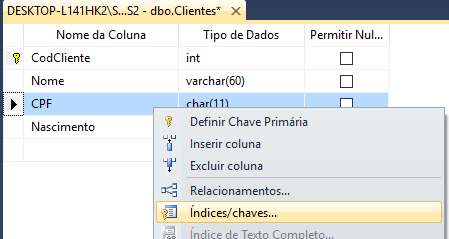 DESKTOP-L141HK2\S...S2 - dbo.Clientes*
Nome da Coluna Tipo de Dados Permitir Nul...
CodCliente int
Nome varchar(60)
CPF char(11)
Nascimento
Definir Chave Primária
Inserir coluna
Excluir coluna
Relacionamentos...
Índices/chaves...
Índice de Texto Completo...